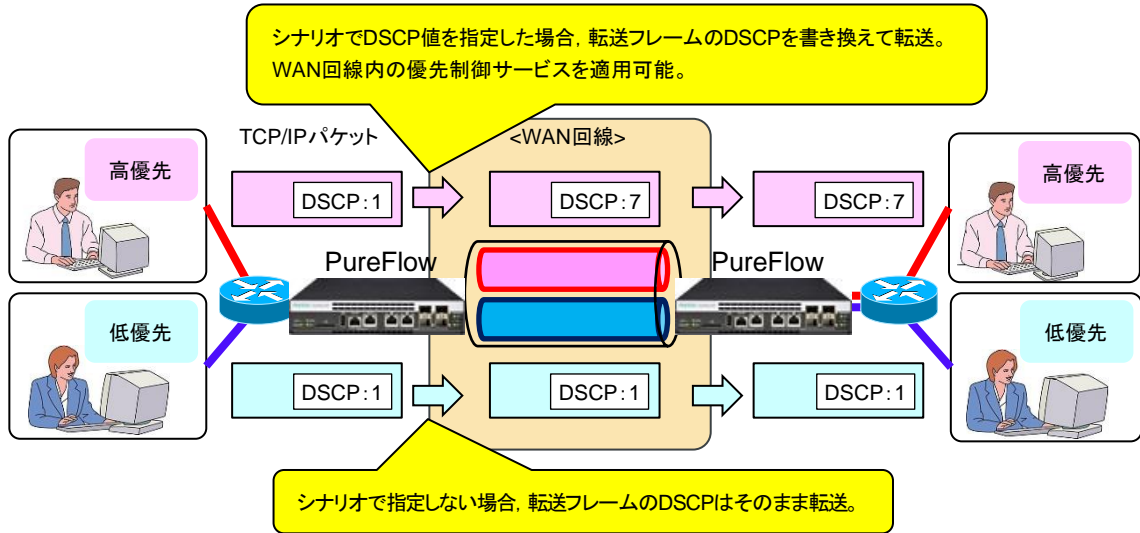 シナリオでDSCP値を指定した場合，転送フレームのDSCPを書き換えて転送。
WAN回線内の優先制御サービスを適用可能。
TCP/IPパケット
<WAN回線>
高優先
DSCP：1
DSCP：7
DSCP：7
高優先
PureFlow
PureFlow
低優先
DSCP：1
DSCP：1
DSCP：1
低優先
シナリオで指定しない場合，転送フレームのDSCPはそのまま転送。